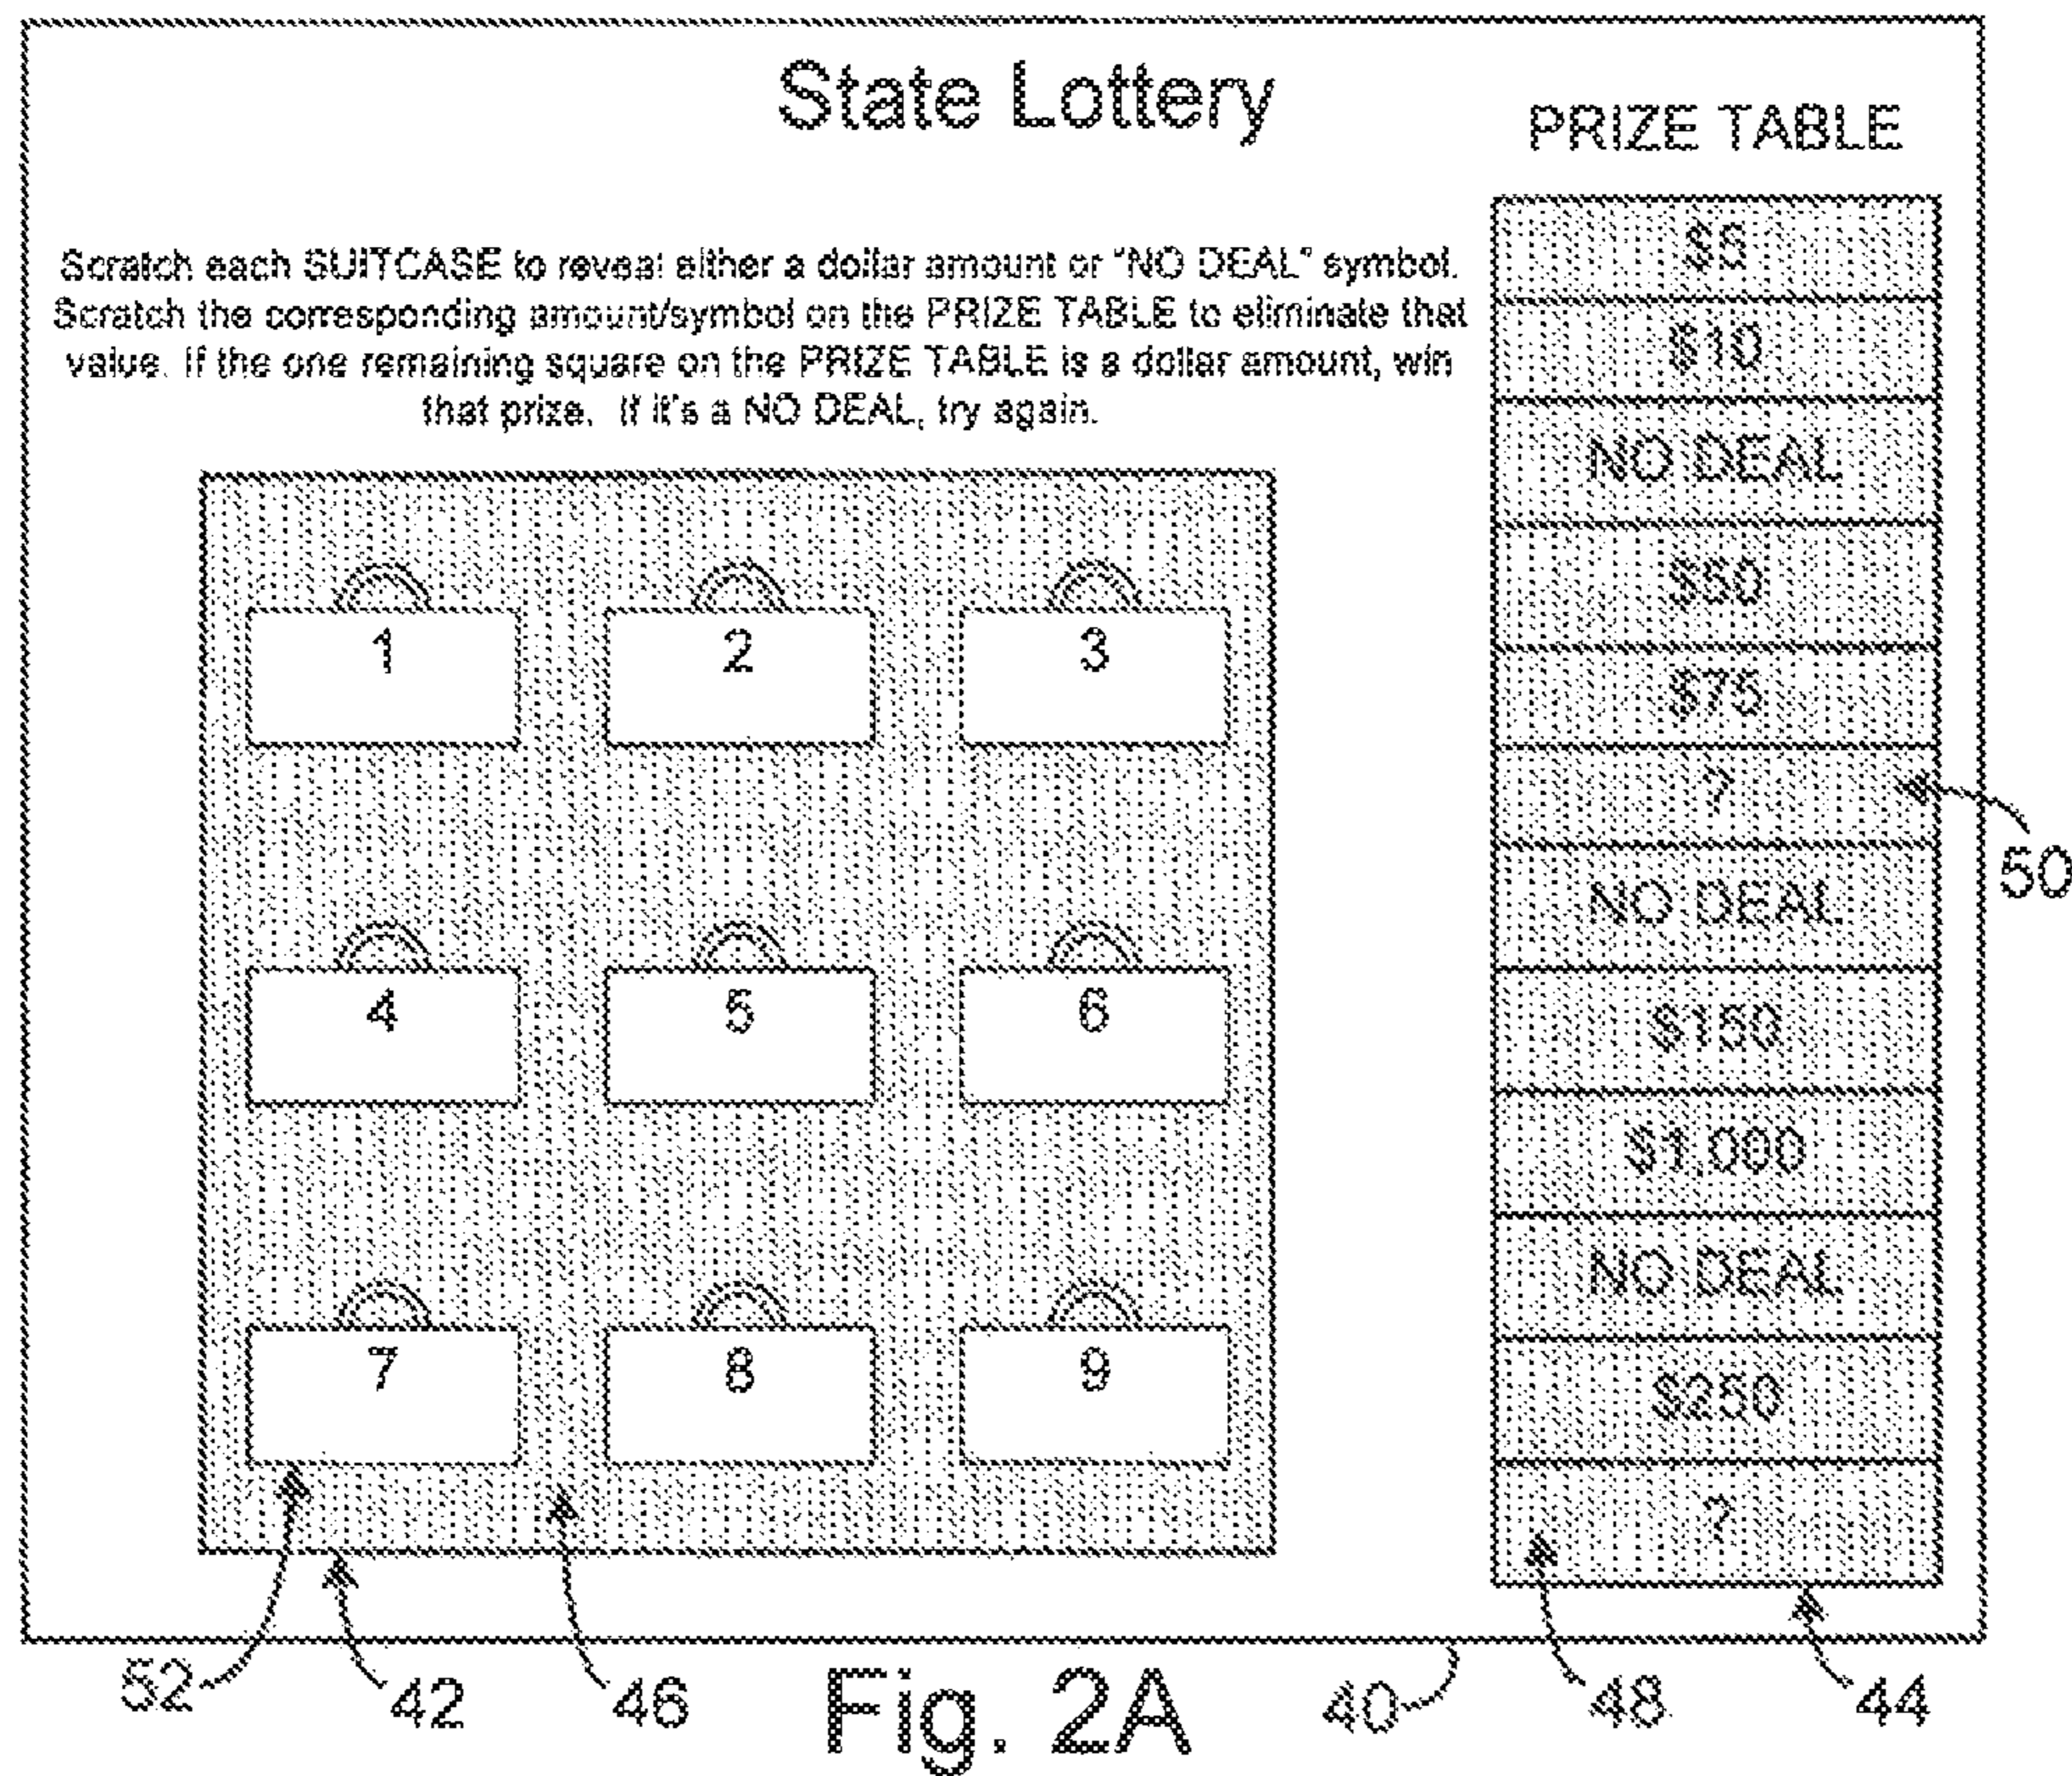 State Lottery
PRIZE TABLE
Scratch each SUITCASE to reveal either a dollar amount or "NO DEAL" symbol.
Scratch the corresponding amount/symbol on the PRIZE TABLE to eliminate that
value. If the one remaining square on the PRIZE TABLE is a dollar amount, win
that prize. If it's a NO DEAL, try again.
$5
$10
NO DEAL
$50
$75
?
NO DEAL
$150
$1,000
NO DEAL
$250
?
1 2 3
4 5 6
7 8 9
50
52 42 46 40 48 44
Fig. 2A